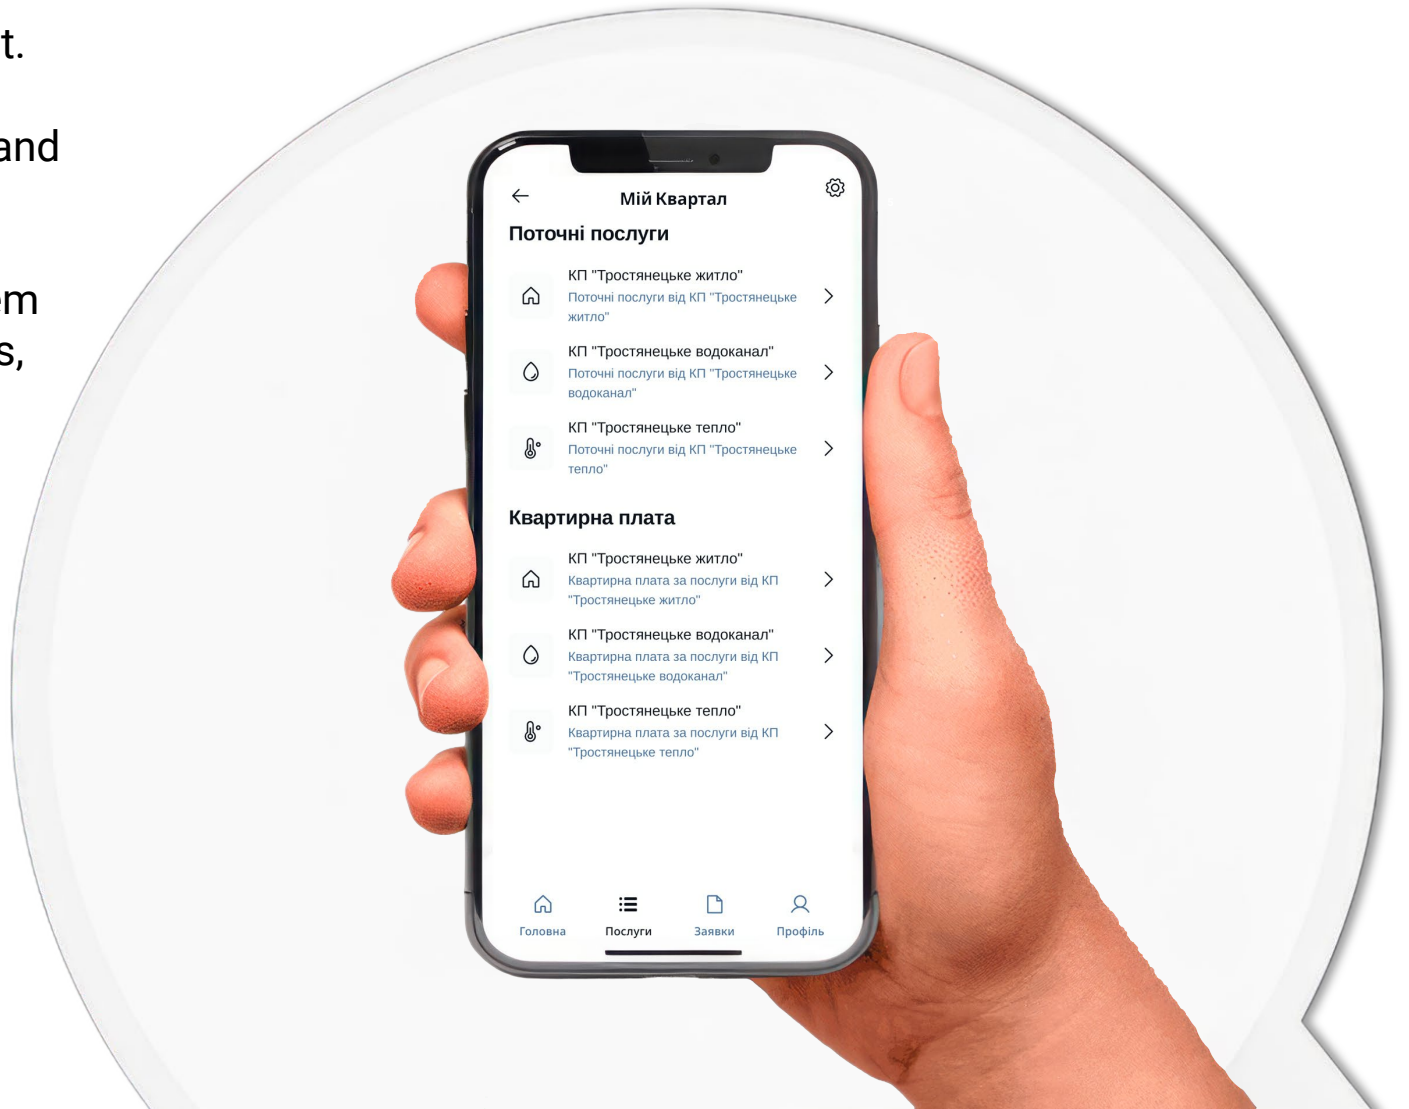 t.
and
em
s,
Мій Квартал
Поточні послуги
КП "Тростянецьке житло"
Поточні послуги від КП "Тростянецьке
житло"
КП "Тростянецьке водоканал"
Поточні послуги від КП "Тростянецьке
водоканал"
КП "Тростянецьке тепло"
Поточні послуги від КП "Тростянецьке
тепло"
Квартирна плата
КП "Тростянецьке житло"
Квартирна плата за послуги від КП
"Тростянецьке житло"
КП "Тростянецьке водоканал"
Квартирна плата за послуги від КП
"Тростянецьке водоканал"
КП "Тростянецьке тепло"
Квартирна плата за послуги від КП
"Тростянецьке тепло"
Головна Послуги Заявки Профіль